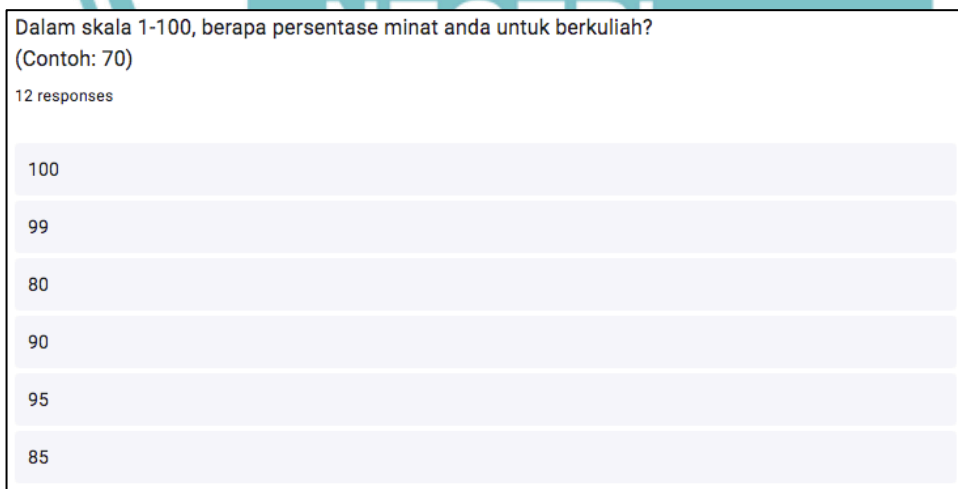 NEGERI
Dalam skala 1-100, berapa persentase minat anda untuk berkuliah?
(Contoh: 70)
12 responses
100
99
80
90
95
85